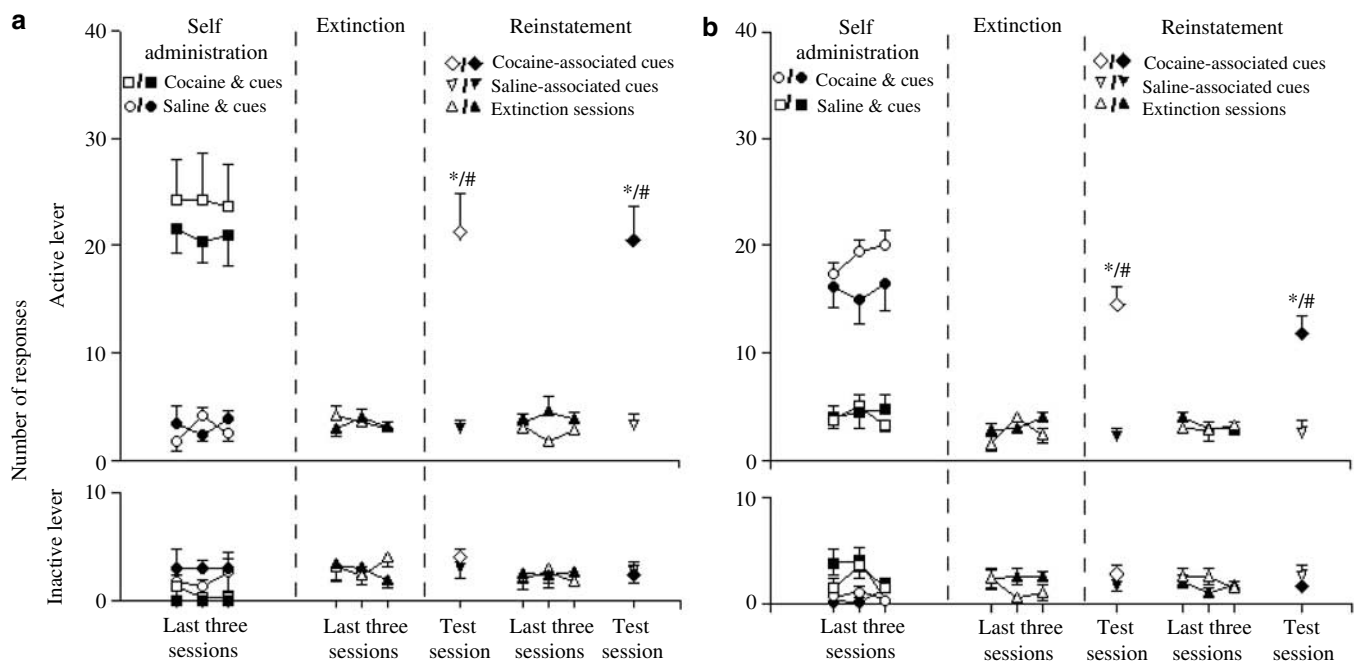 a
Number of responses
Active lever
Inactive lever
40
30
20
10
0
10
0
Self
administration
Cocaine & cues
Saline & cues
Extinction
Reinstatement
Cocaine-associated cues
Saline-associated cues
Extinction sessions
*/#
*/#
Last three
sessions
Last three
sessions
Test
session
Last three
sessions
Test
session
b
40
30
20
10
0
10
0
Self
administration
Cocaine & cues
Saline & cues
Extinction
Reinstatement
Cocaine-associated cues
Saline-associated cues
Extinction sessions
*/#
*/#
Last three
sessions
Last three
sessions
Test
session
Last three
sessions
Test
session